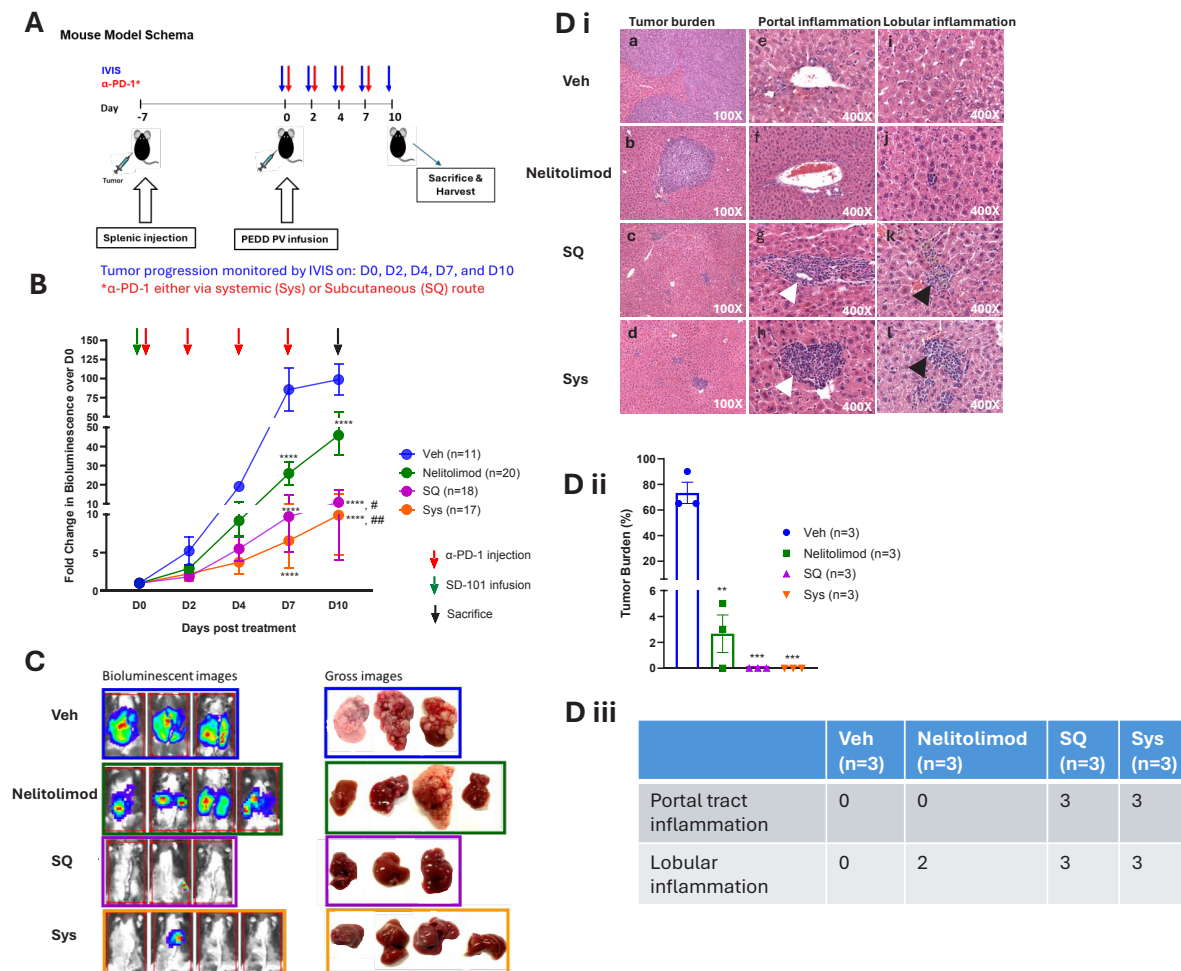 A
Mouse Model Schema
IVIS
α-PD-1*
Day
-7
0
2
4
7
10
Tumor
Sacrifice &
Harvest
Splenic injection
PEDD PV infusion
Tumor progression monitored by IVIS on: D0, D2, D4, D7, and D10
*α-PD-1 either via systemic (Sys) or Subcutaneous (SQ) route
B
Fold Change in Bioluminescence over D0
150
125
100
75
50
50
40
30
20
10
10
5
0
D0
D2
D4
D7
D10
Days post treatment
****
****
****
****
****, #
****, ##
Veh (n=11)
Nelitolimod (n=20)
SQ (n=18)
Sys (n=17)
α-PD-1 injection
SD-101 infusion
Sacrifice
C
Bioluminescent images
Gross images
Veh
Nelitolimod
SQ
Sys
D i
Tumor burden
Portal inflammation
Lobular inflammation
Veh
a
100X
e
400X
i
400X
Nelitolimod
b
100X
f
400X
j
400X
SQ
c
100X
g
400X
k
400X
Sys
d
100X
h
400X
l
400X
D ii
Tumor Burden (%)
100
80
60
40
20
6
4
2
0
**
***
***
Veh (n=3)
Nelitolimod (n=3)
SQ (n=3)
Sys (n=3)
D iii
Veh
(n=3)
Nelitolimod
(n=3)
SQ
(n=3)
Sys
(n=3)
Portal tract
inflammation
0
0
3
3
Lobular
inflammation
0
2
3
3